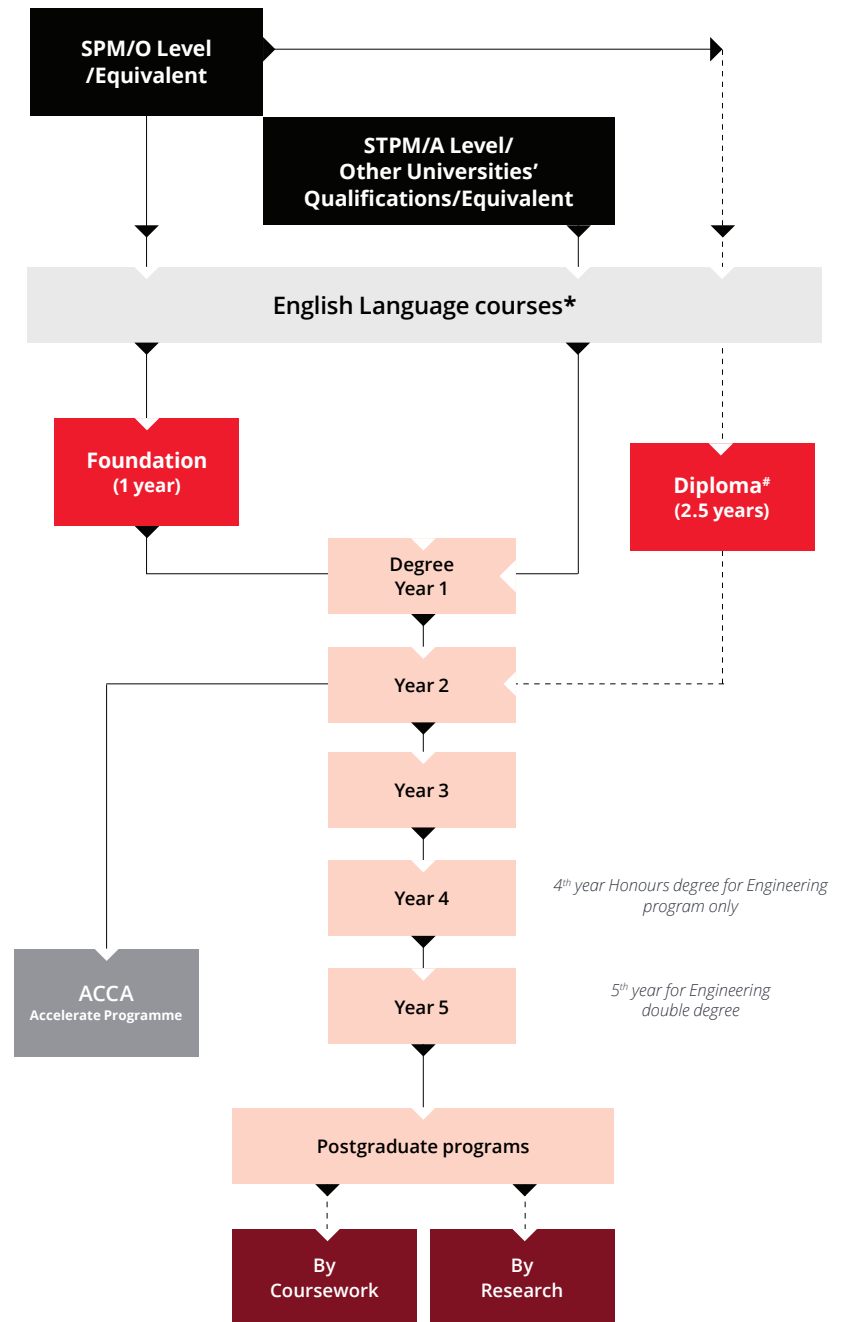 SPM/O Level
/Equivalent
STPM/A Level/
Other Universities’
Qualifications/Equivalent
English Language courses*
Foundation
(1 year)
Diploma#
(2.5 years)
Degree
Year 1
Year 2
Year 3
Year 4
4th year Honours degree for Engineering
program only
ACCA
Accelerate Programme
Year 5
5th year for Engineering
double degree
Postgraduate programs
By
Coursework
By
Research